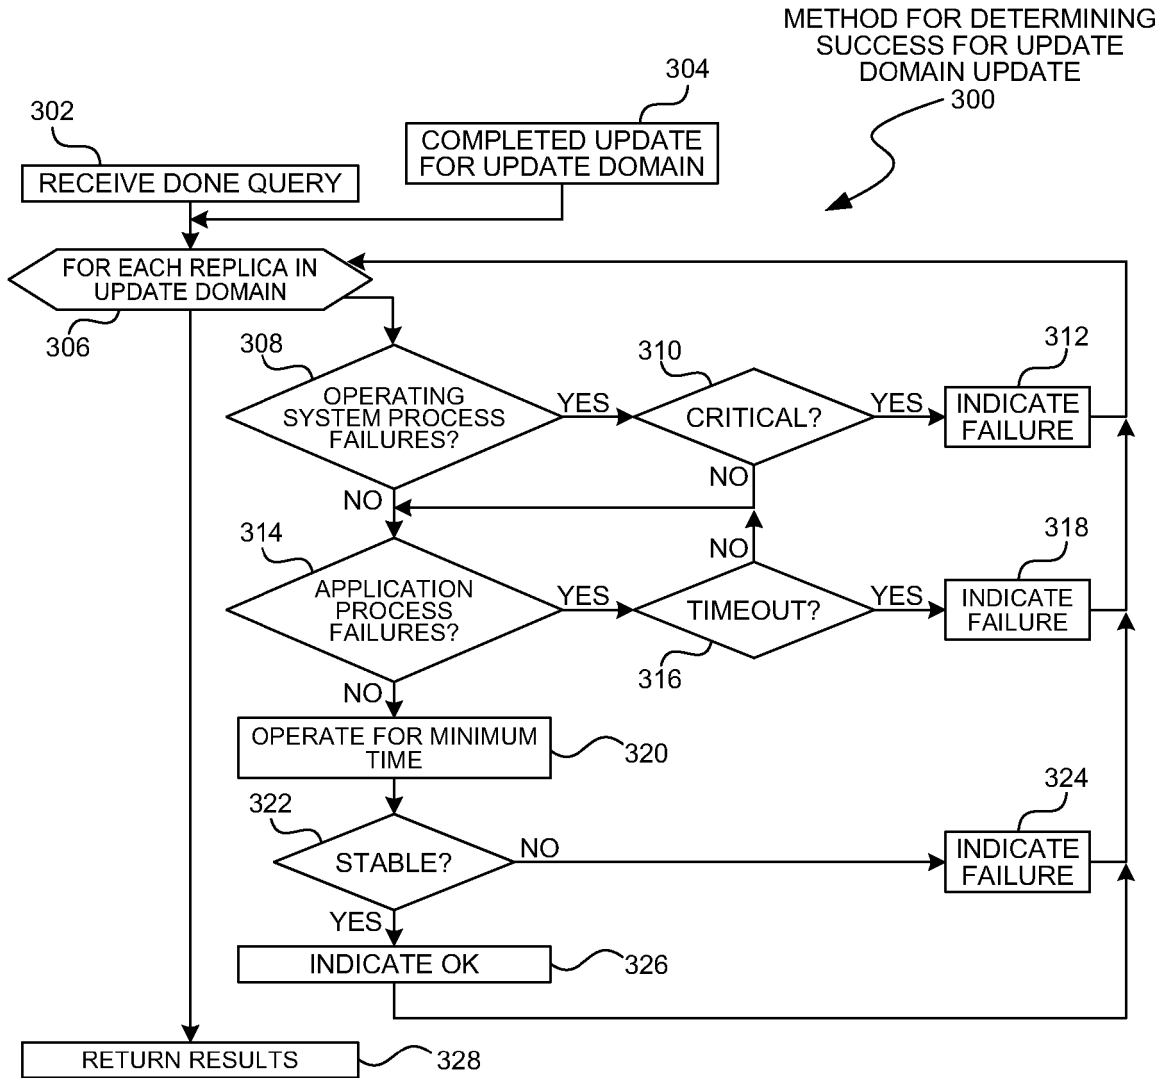 METHOD FOR DETERMINING
SUCCESS FOR UPDATE
DOMAIN UPDATE
300
304
302
COMPLETED UPDATE
FOR UPDATE DOMAIN
RECEIVE DONE QUERY
FOR EACH REPLICA IN
UPDATE DOMAIN
306
308
310
312
OPERATING
SYSTEM PROCESS
FAILURES?
YES
CRITICAL?
YES
INDICATE
FAILURE
NO
NO
314
318
NO
APPLICATION
PROCESS
FAILURES?
YES
TIMEOUT?
YES
INDICATE
FAILURE
316
NO
OPERATE FOR MINIMUM
TIME
320
322
324
STABLE?
NO
INDICATE
FAILURE
YES
INDICATE OK
326
RETURN RESULTS
328